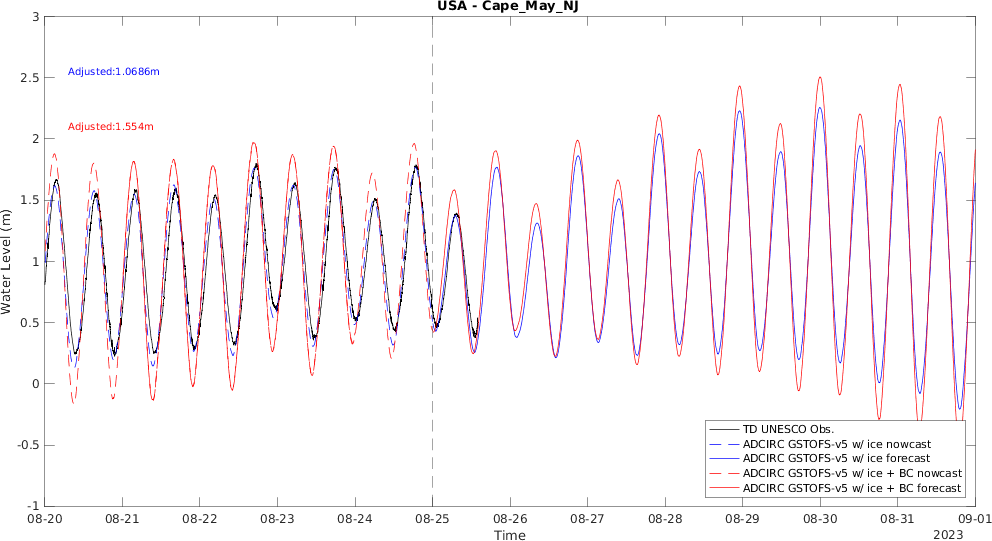 USA - Cape_May_NJ
3
2.5
2
1.5
1
0.5
0
-0.5
-1
Water Level (m)
Adjusted:1.0686m
Adjusted:1.554m
TD UNESCO Obs.
ADCIRC GSTOFS-v5 w/ ice nowcast
ADCIRC GSTOFS-v5 w/ ice forecast
ADCIRC GSTOFS-v5 w/ ice + BC nowcast
ADCIRC GSTOFS-v5 w/ ice + BC forecast
08-20 08-21 08-22 08-23 08-24 08-25 08-26 08-27 08-28 08-29 08-30 08-31 09-01
Time
2023